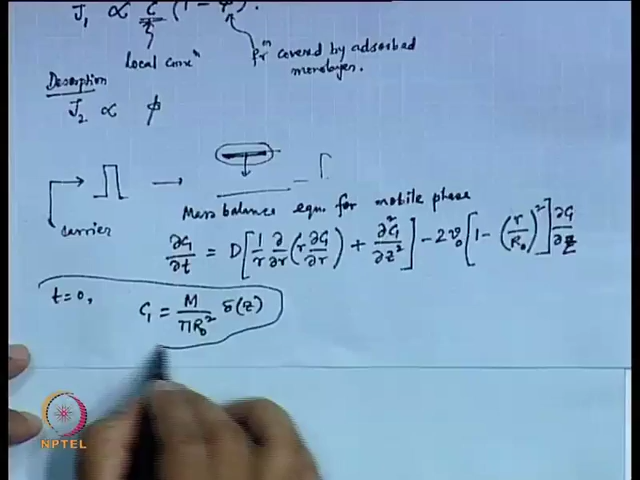 J₁ ∝ C (1 - φ)
Local concⁿ
frⁿ covered by adsorbed
monolayer.
Desorption
J₂ ∝ φ
carrier
Mass balance equⁿ for mobile phase
∂C₁/∂t = D[1/r ∂/∂r (r ∂C₁/∂r) + ∂²C₁/∂z²] - 2v₀[1 - (r/R₀)²] ∂C₁/∂z
t=0, C₁ = M/πR₀² δ(z)
NPTEL